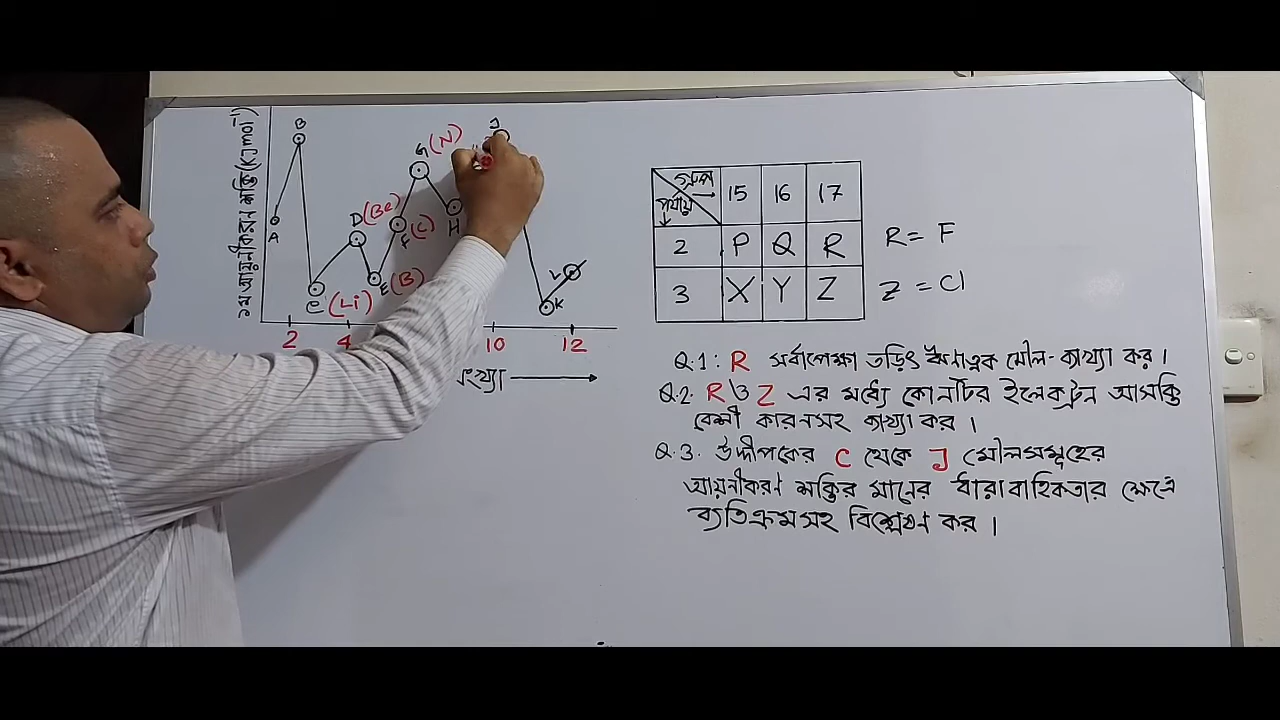 ১ম আয়নিকরণ শক্তি (KJ mol⁻¹)
B
A
C (Li)
D (Be)
E (B)
F (C)
G (N)
H
J
K
L
2 4 10 12
গ্রুপ
পর্যায়
15 16 17
2 P Q R
3 X Y Z
R = F
Z = Cl
Q.1: R সর্বাপেক্ষা তড়িৎ ঋনাত্নক মৌল- ব্যাখ্যা কর।
Q.2. R ও Z এর মধ্যে কোনটির ইলেকট্রন আসক্তি
বেশী কারনসহ ব্যাখ্যা কর।
Q.3. উদ্দীপকের C থেকে J মৌলসমূহের
আয়নীকরণ শক্তির মানের ধারাবাহিকতার ক্ষেত্রে
ব্যতিক্রমসহ বিশ্লেষণ কর।